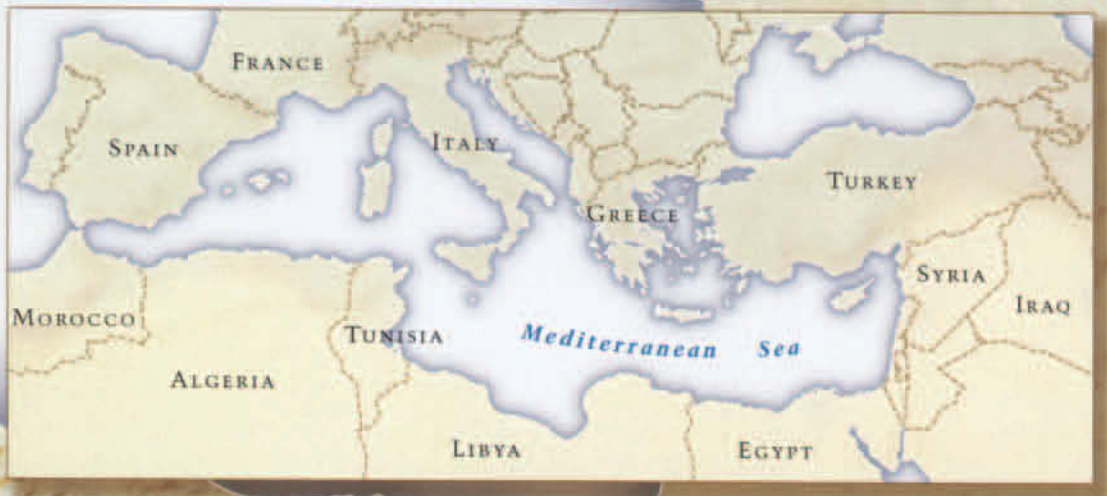 FRANCE
SPAIN
ITALY
TURKEY
GREECE
SYRIA
IRAQ
MOROCCO
TUNISIA
Mediterranean Sea
ALGERIA
LIBYA
EGYPT